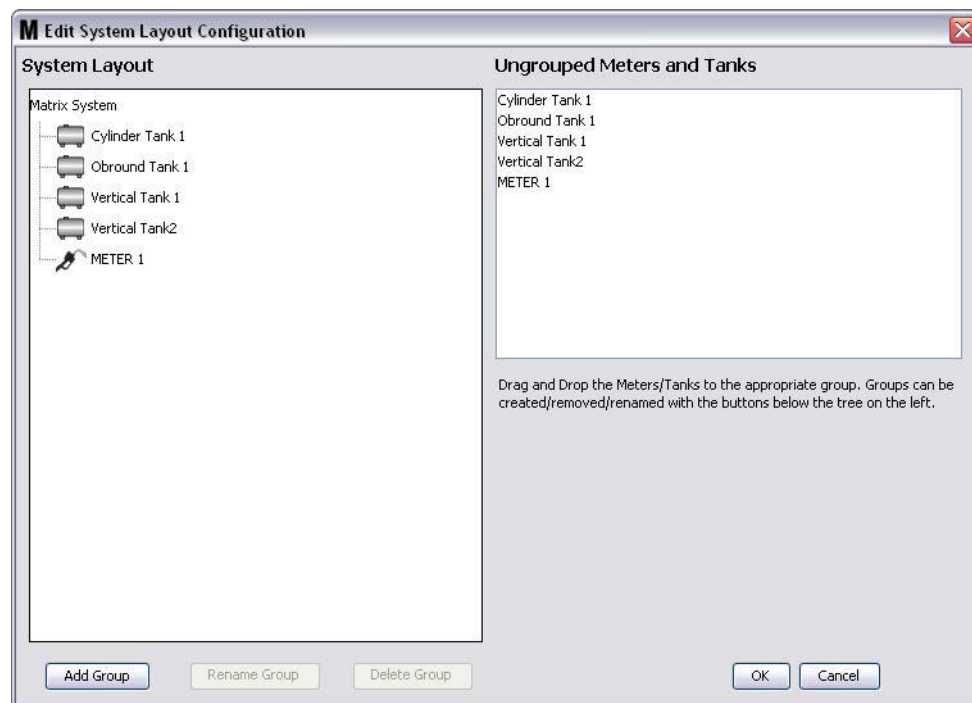 M Edit System Layout Configuration
System Layout
Matrix System
Cylinder Tank 1
Obround Tank 1
Vertical Tank 1
Vertical Tank2
METER 1
Ungrouped Meters and Tanks
Cylinder Tank 1
Obround Tank 1
Vertical Tank 1
Vertical Tank2
METER 1
Drag and Drop the Meters/Tanks to the appropriate group. Groups can be
created/removed/renamed with the buttons below the tree on the left.
Add Group
Rename Group
Delete Group
OK
Cancel